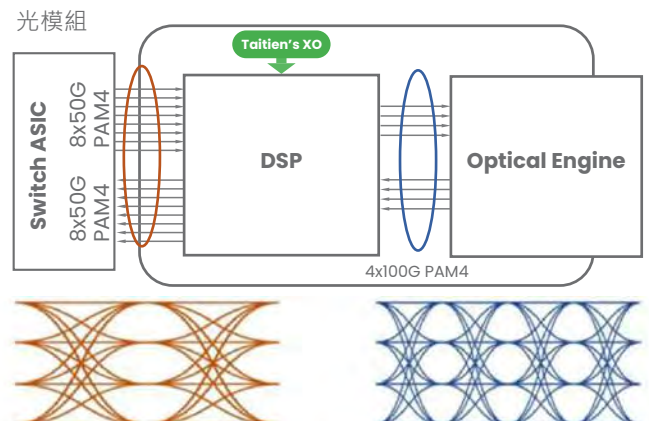 光模組
Taitien's XO
Switch ASIC
8x50G
PAM4
8x50G
PAM4
DSP
Optical Engine
4x100G PAM4